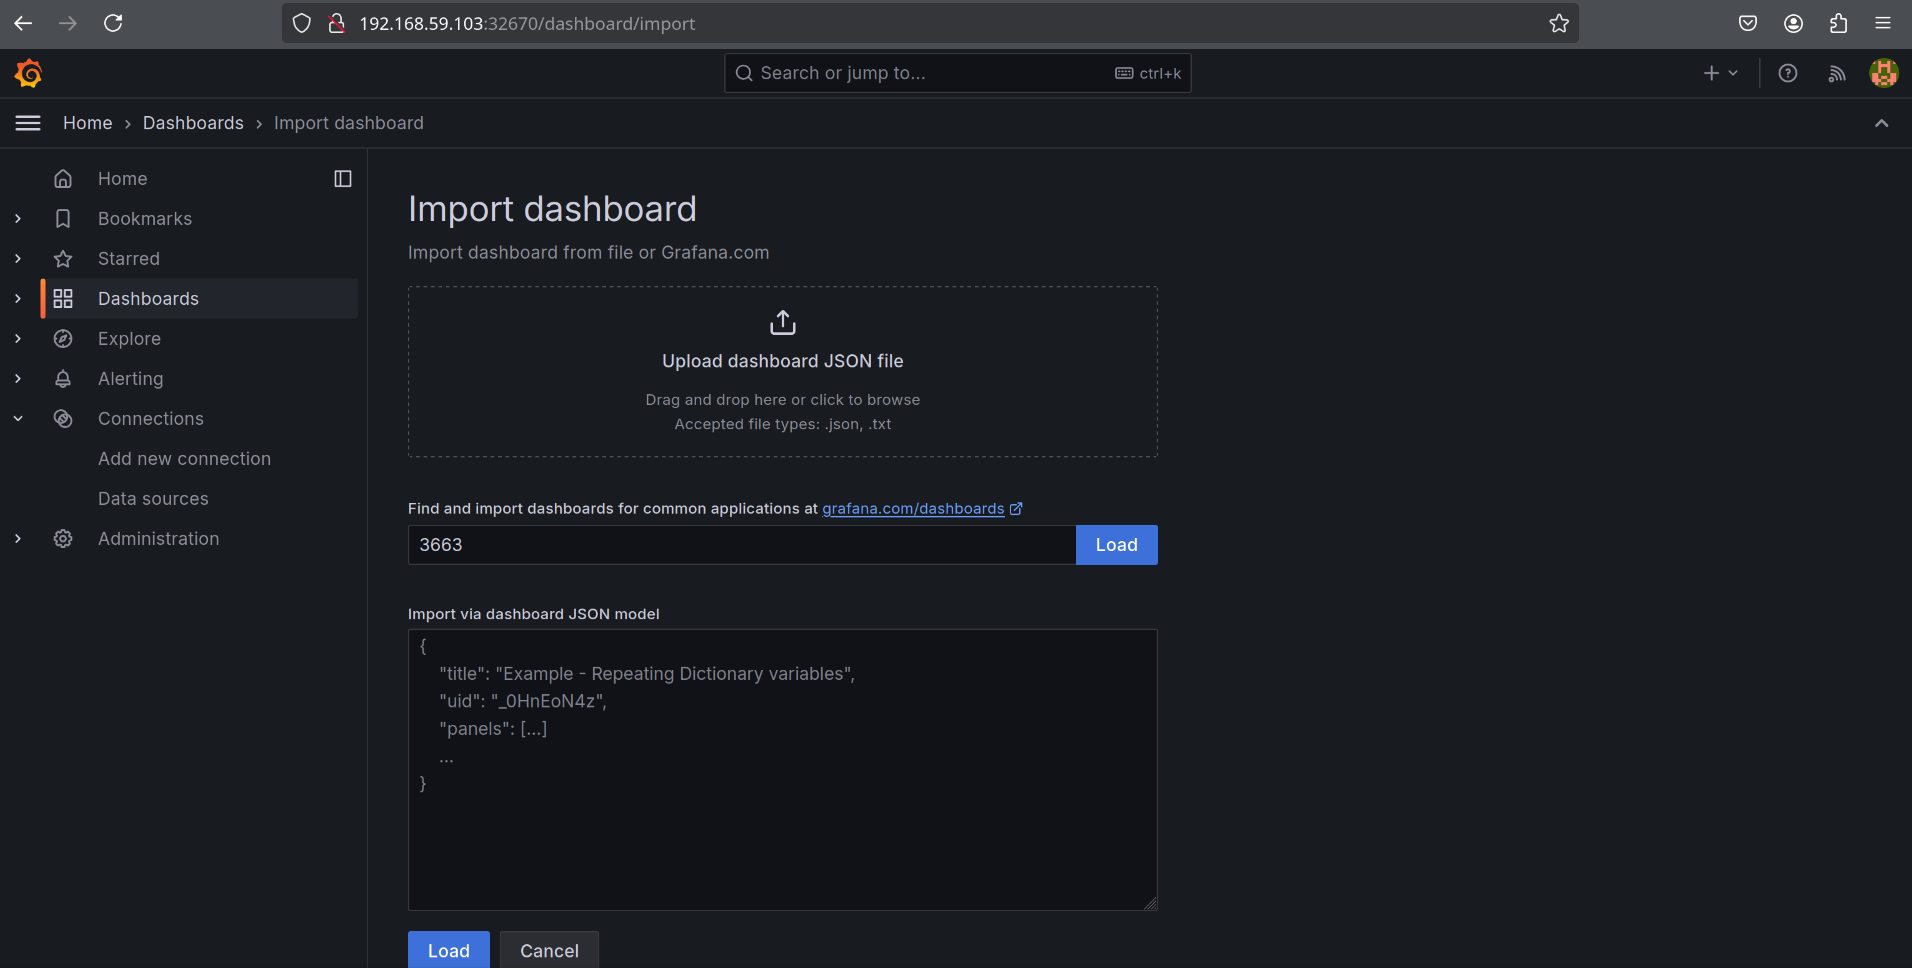 192.168.59.103:32670/dashboard/import
Search or jump to...
ctrl+k
Home › Dashboards › Import dashboard
Home
Bookmarks
Starred
Dashboards
Explore
Alerting
Connections
Add new connection
Data sources
Administration
Import dashboard
Import dashboard from file or Grafana.com
Upload dashboard JSON file
Drag and drop here or click to browse
Accepted file types: .json, .txt
Find and import dashboards for common applications at grafana.com/dashboards
3663
Load
Import via dashboard JSON model
{
"title": "Example - Repeating Dictionary variables",
"uid": "_0HnEoN4z",
"panels": [...]
...
}
Load
Cancel